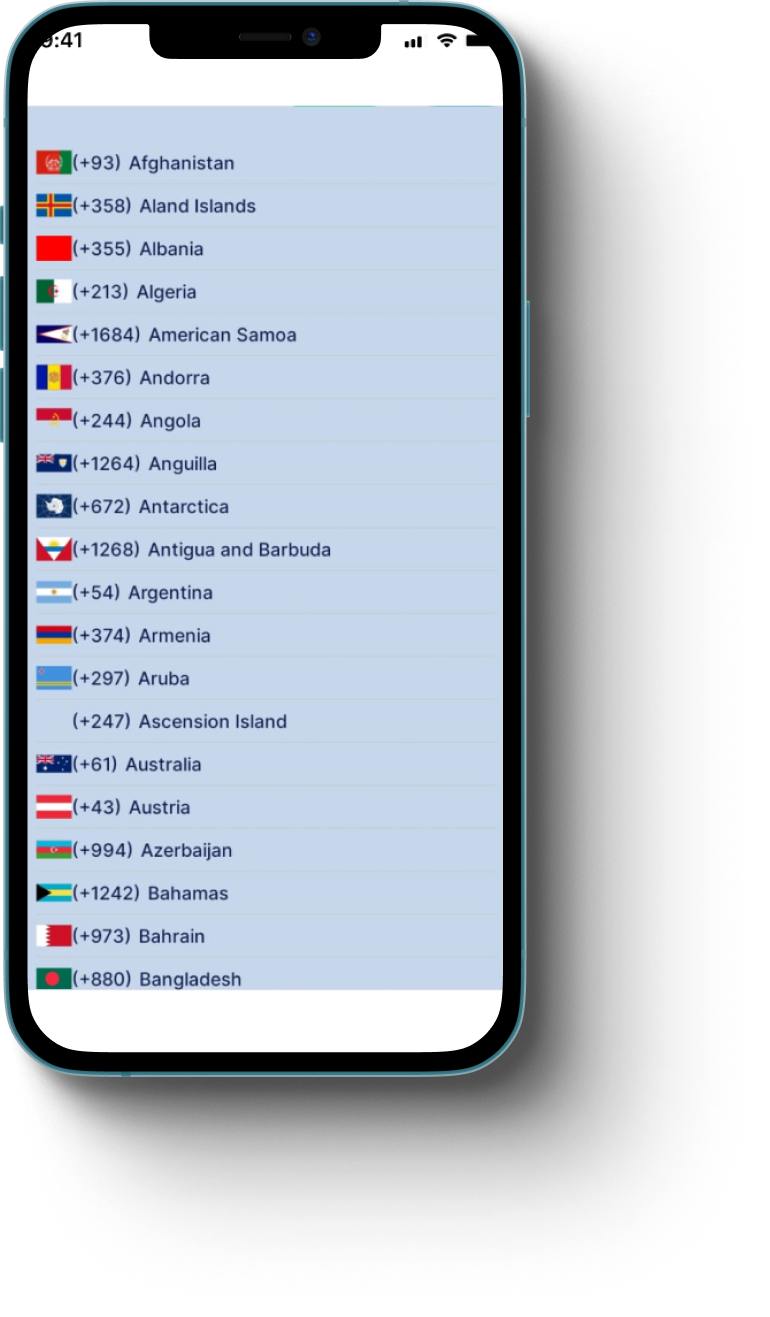 9:41
(+93) Afghanistan
(+358) Aland Islands
(+355) Albania
(+213) Algeria
(+1684) American Samoa
(+376) Andorra
(+244) Angola
(+1264) Anguilla
(+672) Antarctica
(+1268) Antigua and Barbuda
(+54) Argentina
(+374) Armenia
(+297) Aruba
(+247) Ascension Island
(+61) Australia
(+43) Austria
(+994) Azerbaijan
(+1242) Bahamas
(+973) Bahrain
(+880) Bangladesh